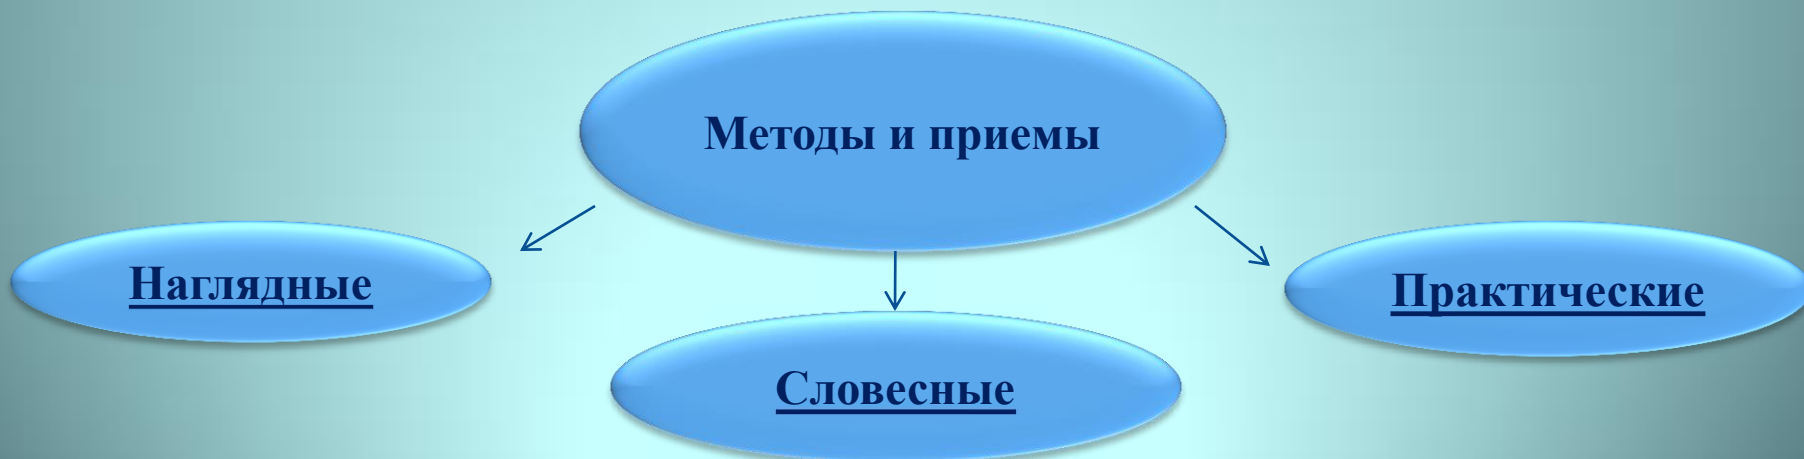 Методы и приемы
Наглядные
Словесные
Практические